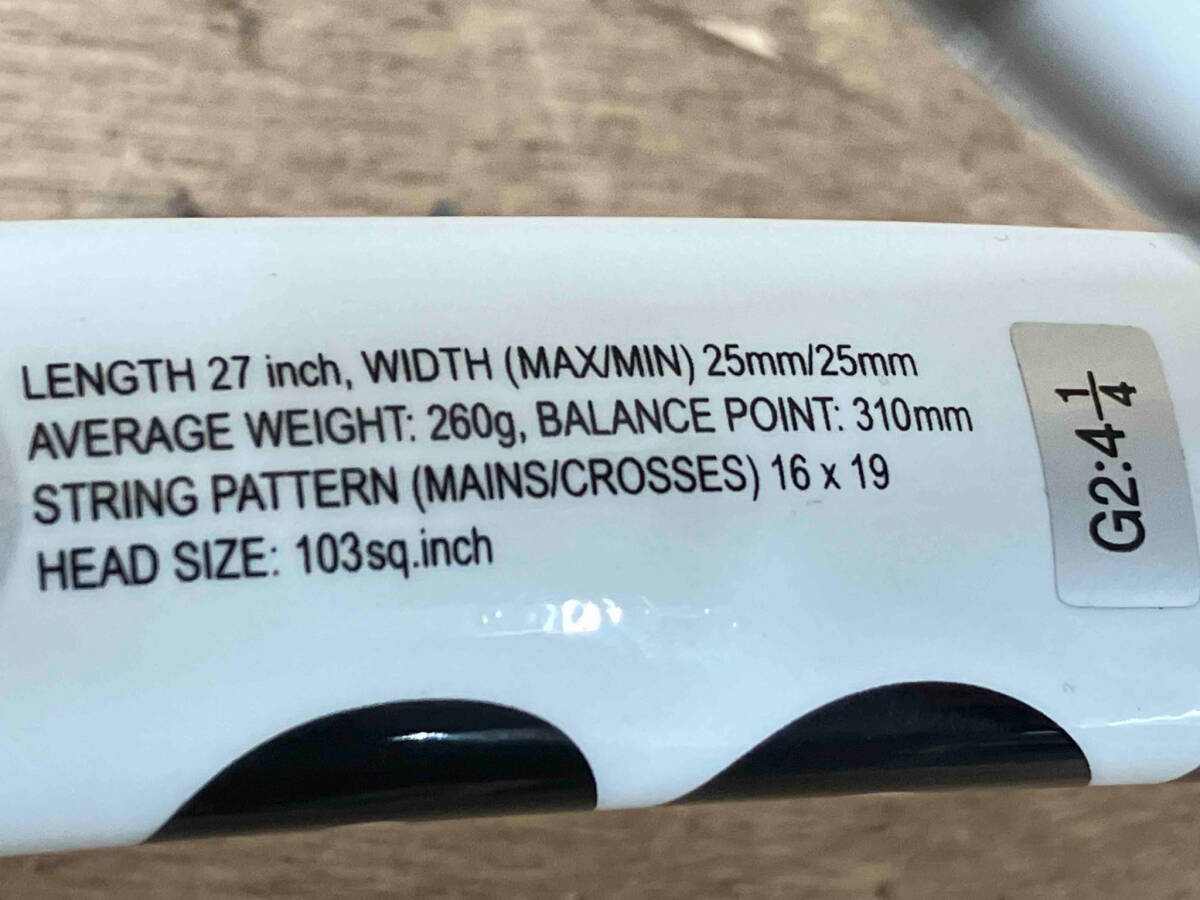 LENGTH 27 inch, WIDTH (MAX/MIN) 25mm/25mm
AVERAGE WEIGHT: 260g, BALANCE POINT: 310mm
STRING PATTERN (MAINS/CROSSES) 16 x 19
HEAD SIZE: 103sq.inch
G2:4 1/4